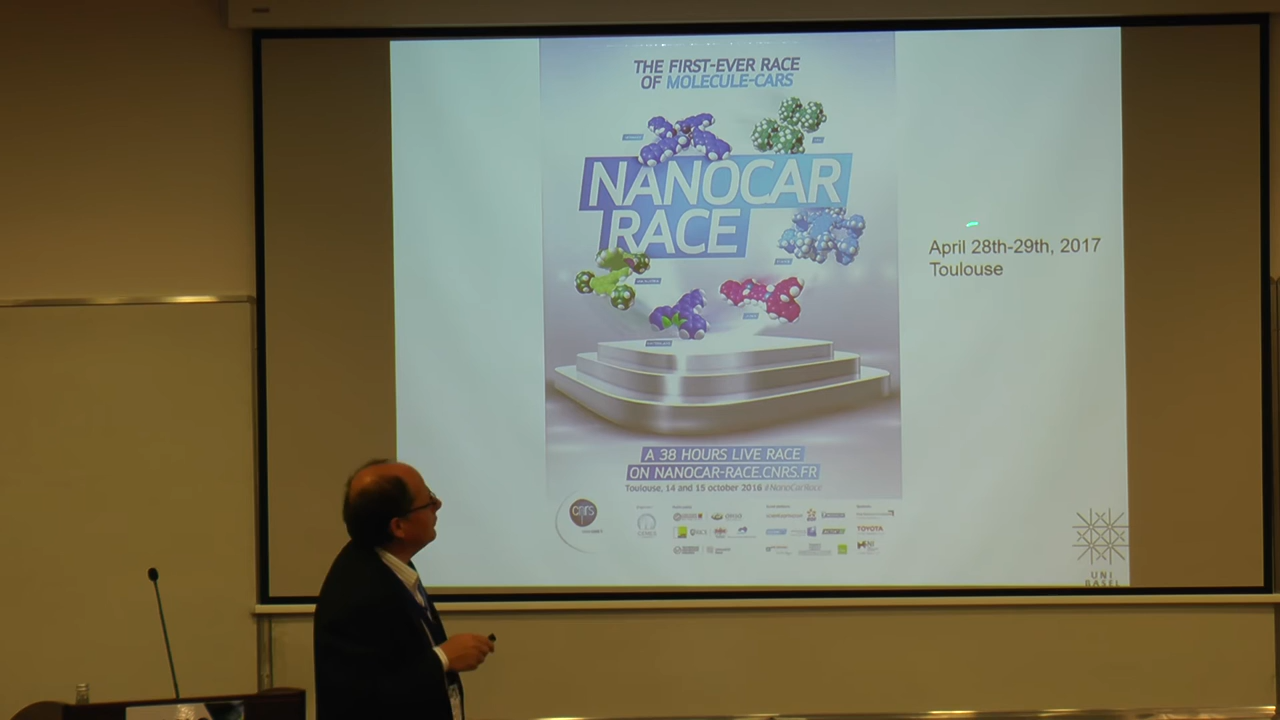 THE FIRST-EVER RACE
OF MOLECULE-CARS
NANOCAR
RACE
April 28th-29th, 2017
Toulouse
A 38 HOURS LIVE RACE
ON NANOCAR-RACE.CNRS.FR
Toulouse, 14 and 15 october 2016 #NanoCarRace
cnrs
TOYOTA
UNI
BASEL